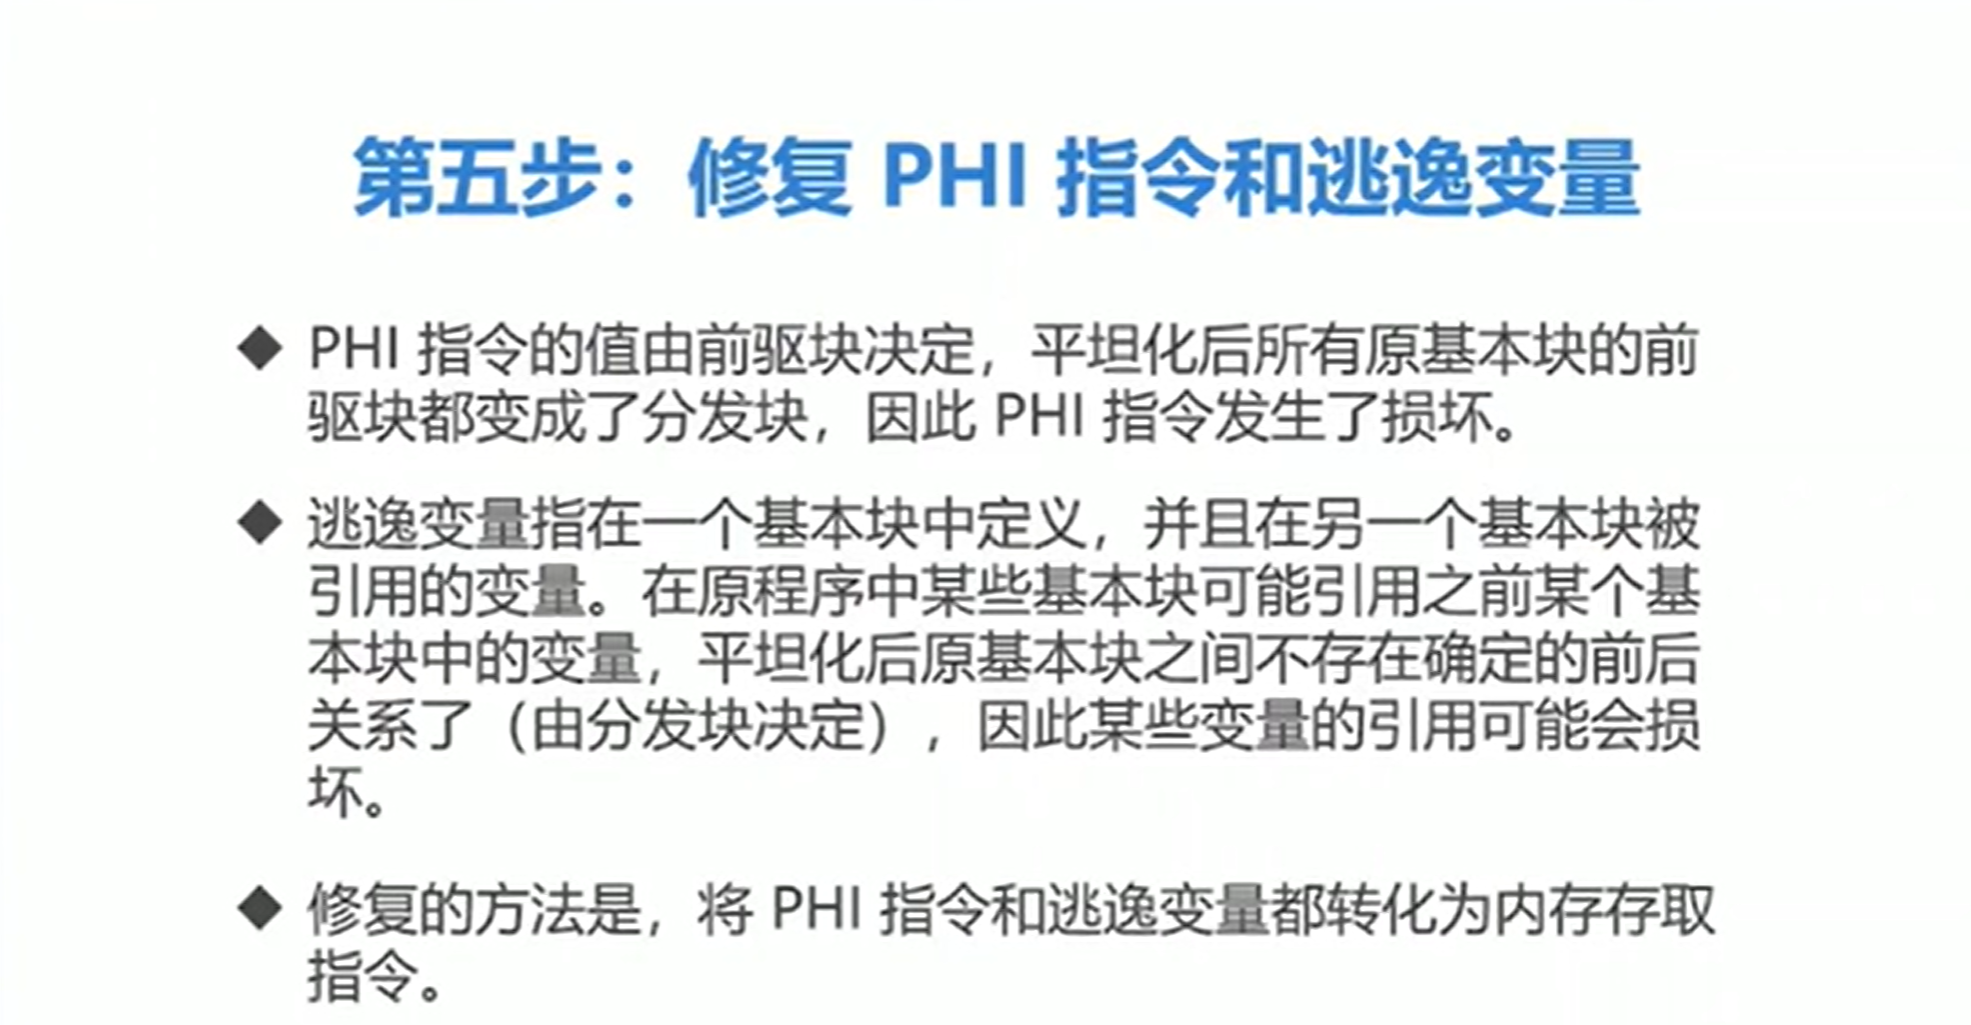 第五步：修复 PHI 指令和逃逸变量
◆ PHI 指令的值由前驱块决定，平坦化后所有原基本块的前
驱块都变成了分发块，因此 PHI 指令发生了损坏。
◆ 逃逸变量指在一个基本块中定义，并且在另一个基本块被
引用的变量。在原程序中某些基本块可能引用之前某个基
本块中的变量，平坦化后原基本块之间不存在确定的前后
关系了（由分发块决定），因此某些变量的引用可能会损
坏。
◆ 修复的方法是，将 PHI 指令和逃逸变量都转化为内存存取
指令。